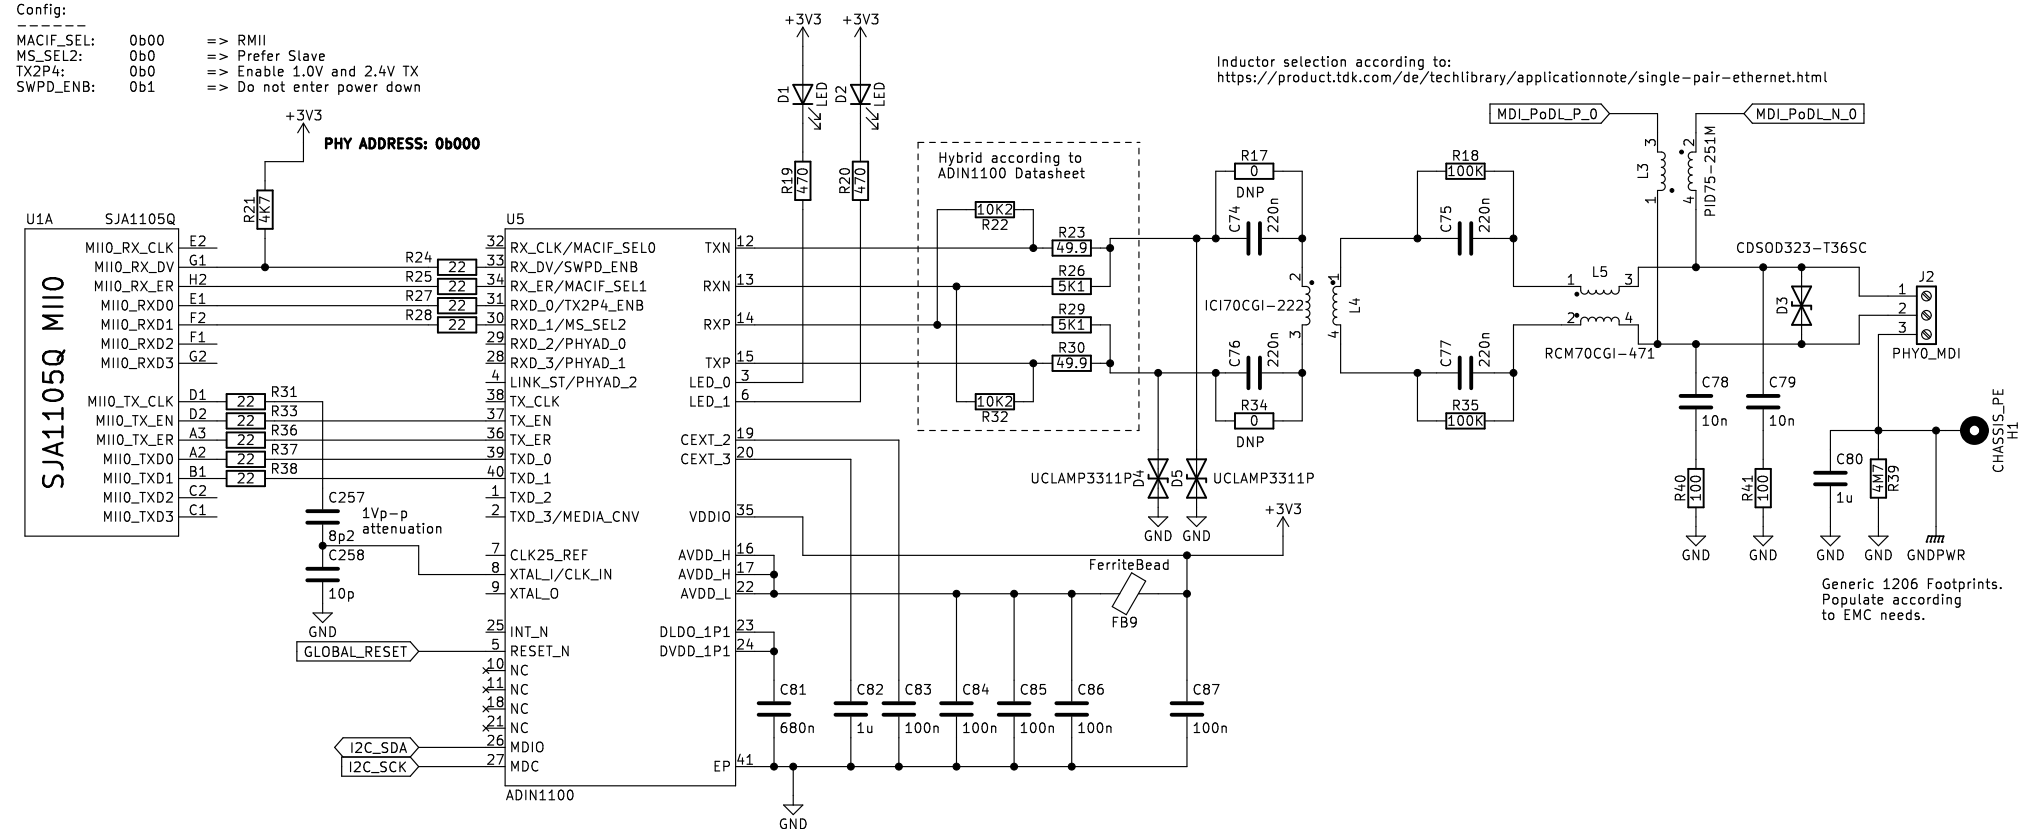 Config:
------
MACIF_SEL: 0b00 => RMII
MS_SEL2: 0b0 => Prefer Slave
TX2P4: 0b0 => Enable 1.0V and 2.4V TX
SWPD_ENB: 0b1 => Do not enter power down
+3V3
PHY ADDRESS: 0b000
R21
4K7
U1A SJA1105Q
SJA1105Q MII0
MII0_RX_CLK E2
MII0_RX_DV G1
MII0_RX_ER H2
MII0_RXD0 E1
MII0_RXD1 F2
MII0_RXD2 F1
MII0_RXD3 G2
MII0_TX_CLK D1
MII0_TX_EN D2
MII0_TX_ER A3
MII0_TXD0 A2
MII0_TXD1 B1
MII0_TXD2 C2
MII0_TXD3 C1
R24 22
R25 22
R27 22
R28 22
22 R31
22 R33
22 R36
22 R37
22 R38
C257
8p2
1Vp-p
attenuation
C258
10p
GND
GLOBAL_RESET
I2C_SDA
I2C_SCK
U5
32 RX_CLK/MACIF_SEL0
33 RX_DV/SWPD_ENB
34 RX_ER/MACIF_SEL1
31 RXD_0/TX2P4_ENB
30 RXD_1/MS_SEL2
29 RXD_2/PHYAD_0
28 RXD_3/PHYAD_1
4 LINK_ST/PHYAD_2
38 TX_CLK
37 TX_EN
36 TX_ER
39 TXD_0
40 TXD_1
1 TXD_2
2 TXD_3/MEDIA_CNV
7 CLK25_REF
8 XTAL_I/CLK_IN
9 XTAL_O
25 INT_N
5 RESET_N
10 NC
11 NC
18 NC
21 NC
26 MDIO
27 MDC
TXN 12
RXN 13
RXP 14
TXP 15
LED_0 3
LED_1 6
CEXT_2 19
CEXT_3 20
VDDIO 35
AVDD_H 16
AVDD_H 17
AVDD_L 22
DLDO_1P1 23
DVDD_1P1 24
EP 41
ADIN1100
+3V3 +3V3
D1 LED D2 LED
R19 470 R20 470
Hybrid according to
ADIN1100 Datasheet
10K2
R22
R23
49.9
R26
5K1
R29
5K1
R30
49.9
10K2
R32
C81
680n
C82
1u
C83
100n
C84
100n
C85
100n
C86
100n
C87
100n
GND
FerriteBead
FB9
+3V3
UCLAMP3311P D4 D5 UCLAMP3311P
GND GND
R17
0
DNP
C74 220n
C76 220n
R34
0
DNP
ICI70CGI-222
2 1
3 4
L4
R18
100K
C75 220n
C77 220n
R35
100K
Inductor selection according to:
https://product.tdk.com/de/techlibrary/applicationnote/single-pair-ethernet.html
MDI_PoDL_P_0 MDI_PoDL_N_0
L3
3 2
1 4
PID75-251M
L5
1 3
2 4
RCM70CGI-471
CDSOD323-T36SC
D3
J2
1
2
3
PHY0_MDI
C78
10n
C79
10n
R40 100
R41 100
GND GND
C80
1u
4M7 R39
GND GND GNDPWR
CHASSIS_PE
H1
Generic 1206 Footprints.
Populate according
to EMC needs.